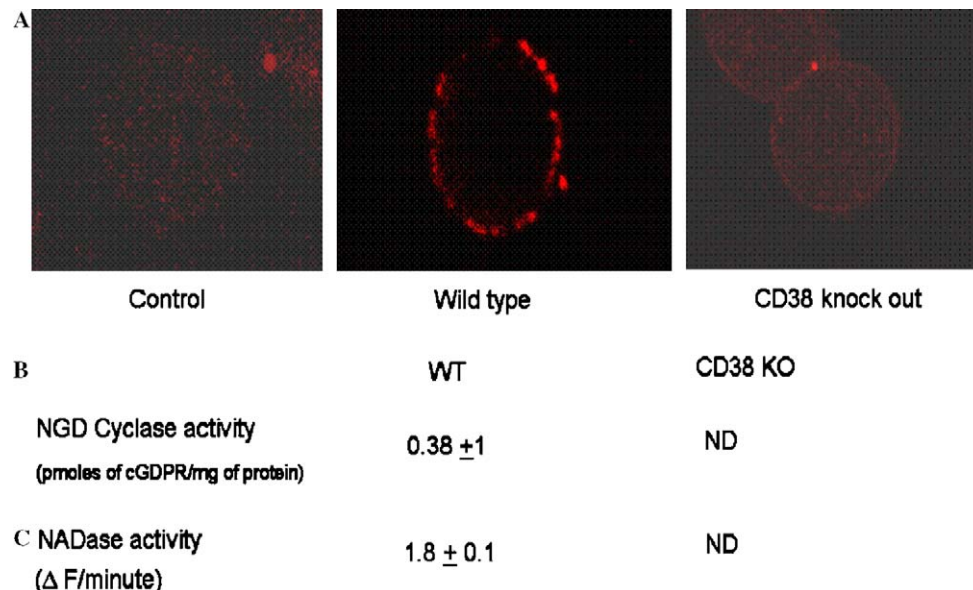 A
Control Wild type CD38 knock out
B WT CD38 KO
NGD Cyclase activity 0.38 ±1 ND
(pmoles of cGDPR/mg of protein)
C NADase activity 1.8 ± 0.1 ND
(Δ F/minute)